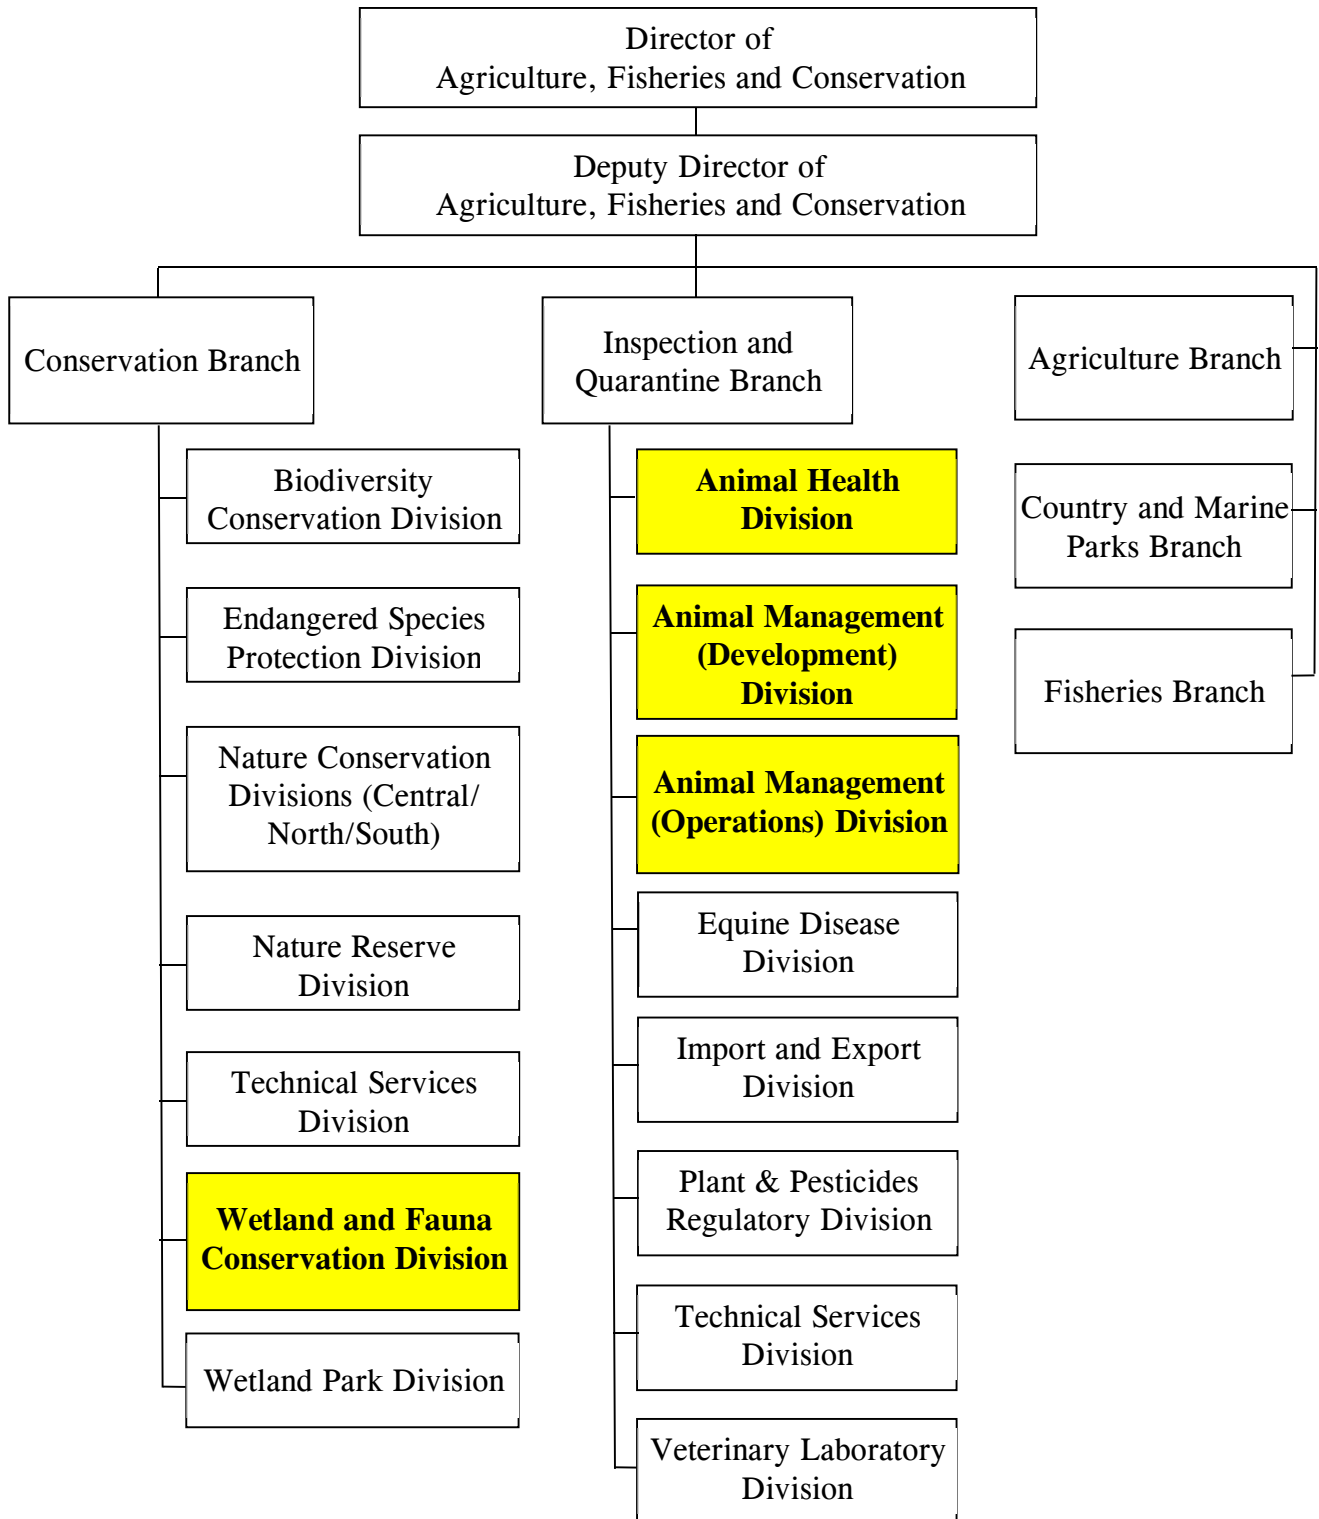 Director of
Agriculture, Fisheries and Conservation
Deputy Director of
Agriculture, Fisheries and Conservation
Conservation Branch
Biodiversity
Conservation Division
Endangered Species
Protection Division
Nature Conservation
Divisions (Central/
North/South)
Nature Reserve
Division
Technical Services
Division
Wetland and Fauna
Conservation Division
Wetland Park Division
Inspection and
Quarantine Branch
Animal Health
Division
Animal Management
(Development)
Division
Animal Management
(Operations) Division
Equine Disease
Division
Import and Export
Division
Plant & Pesticides
Regulatory Division
Technical Services
Division
Veterinary Laboratory
Division
Agriculture Branch
Country and Marine
Parks Branch
Fisheries Branch